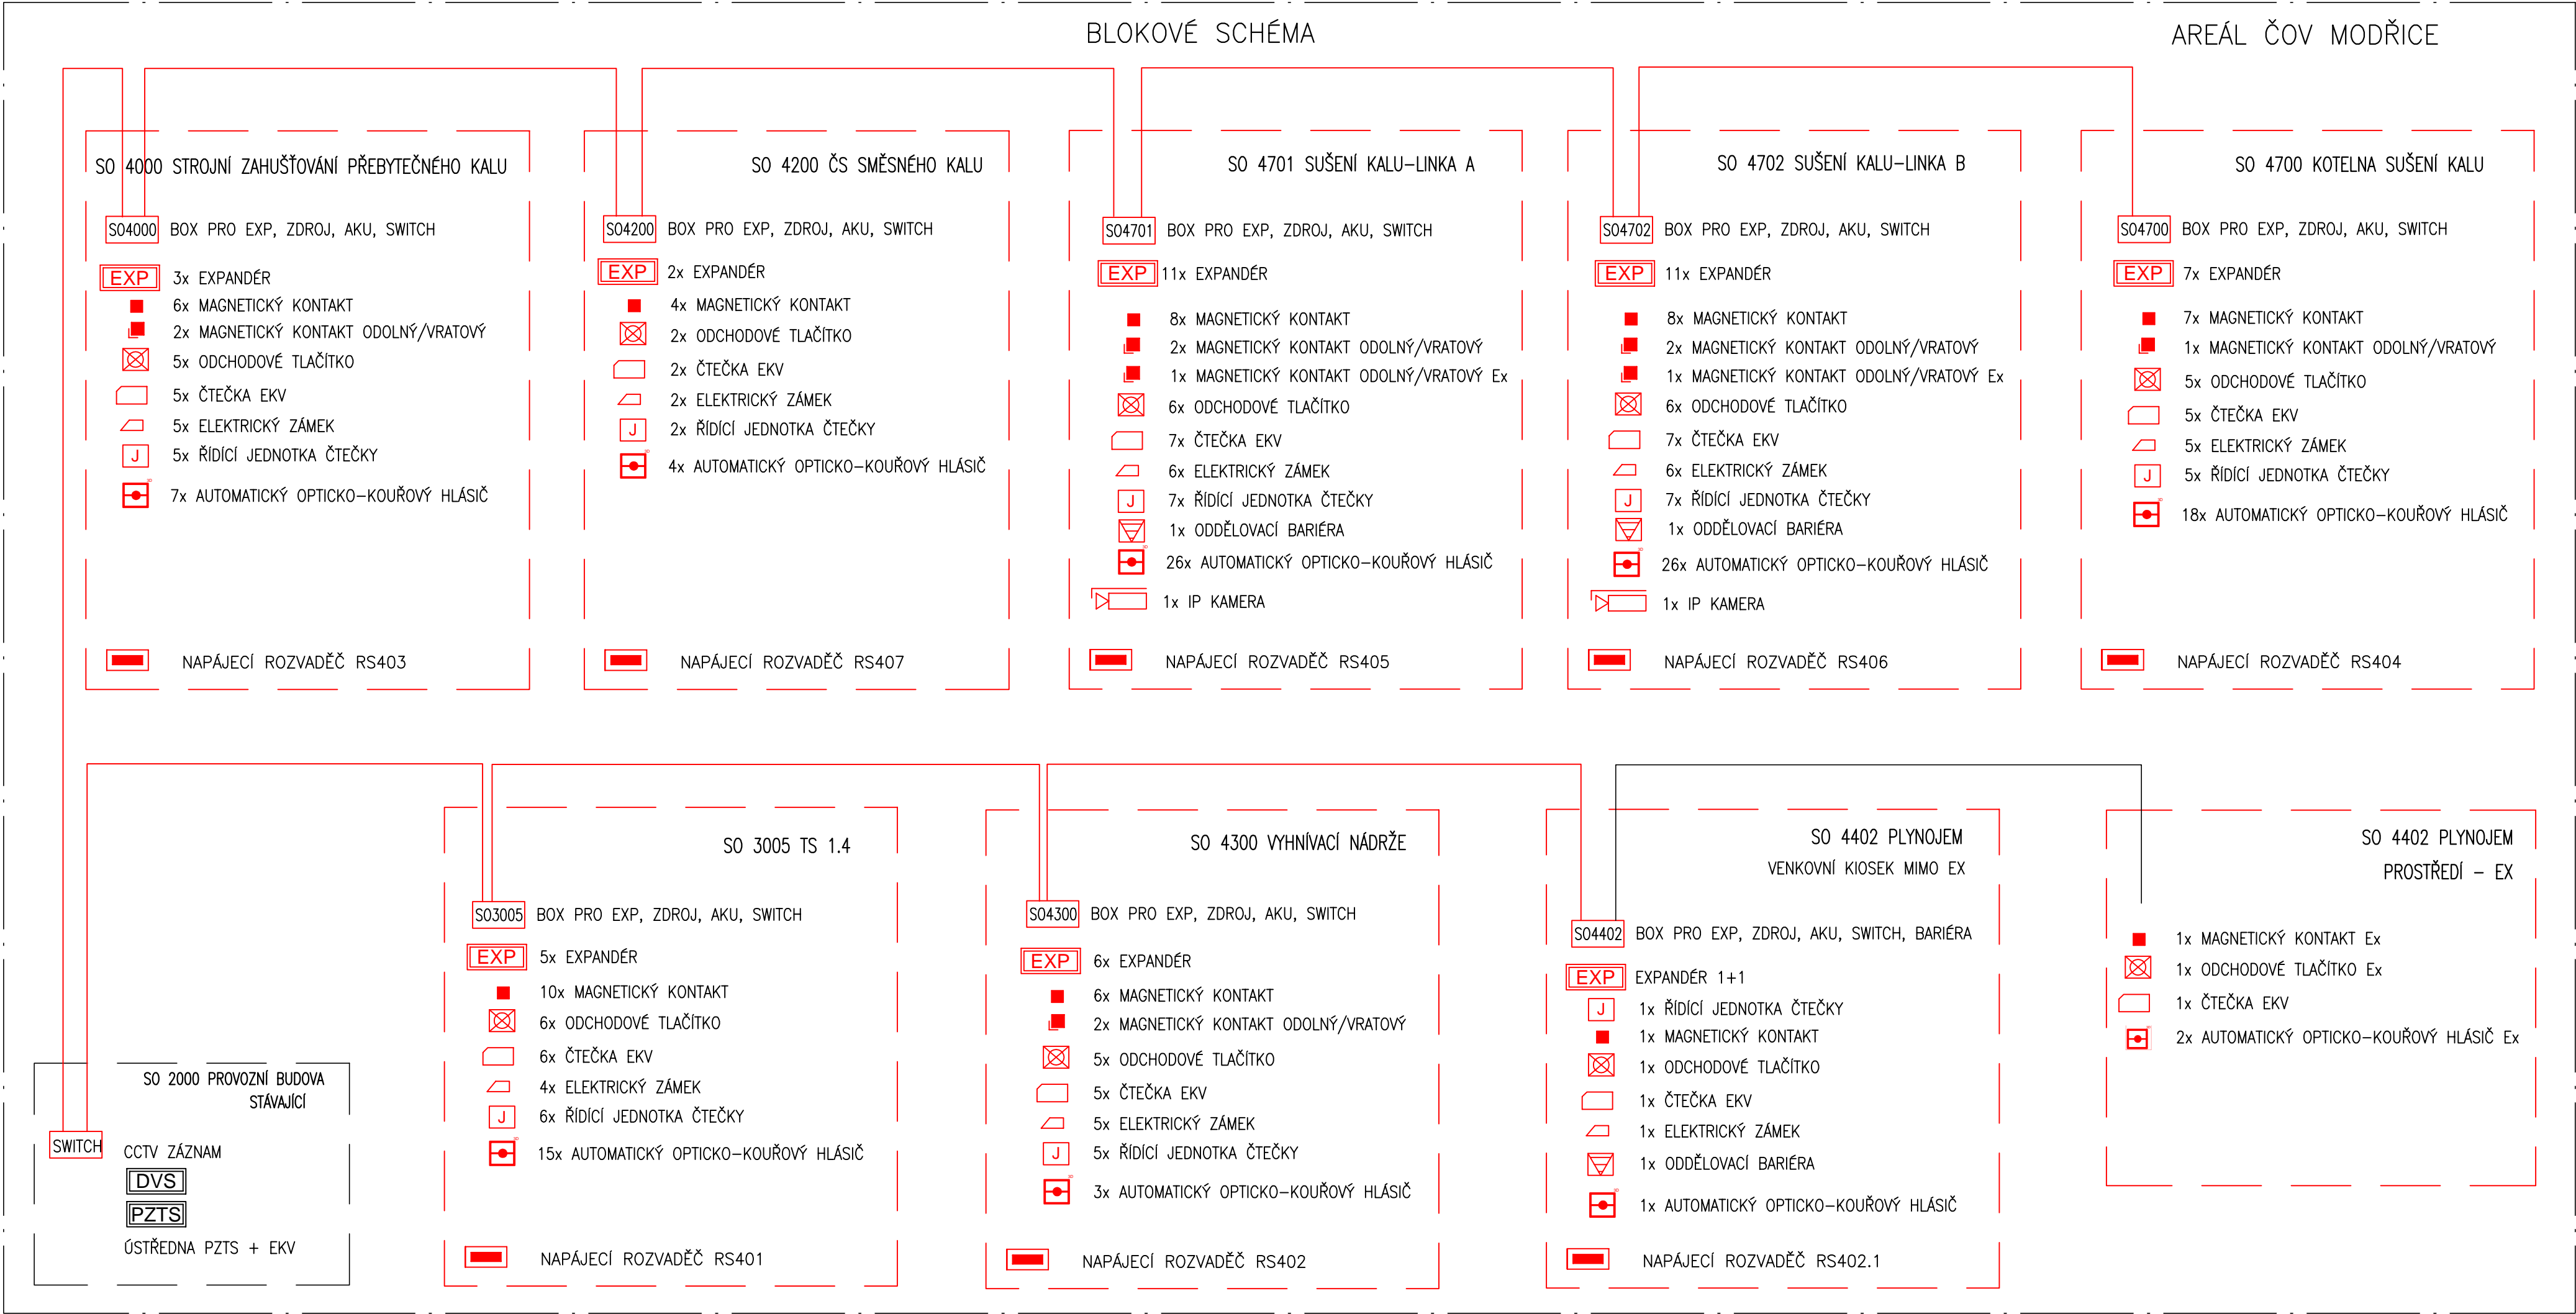 BLOKOVÉ SCHÉMA
AREÁL ČOV MODŘICE
SO 4000 STROJNÍ ZAHUŠŤOVÁNÍ PŘEBYTEČNÉHO KALU
SO4000 BOX PRO EXP, ZDROJ, AKU, SWITCH
EXP 3x EXPANDÉR
6x MAGNETICKÝ KONTAKT
2x MAGNETICKÝ KONTAKT ODOLNÝ/VRATOVÝ
5x ODCHODOVÉ TLAČÍTKO
5x ČTEČKA EKV
5x ELEKTRICKÝ ZÁMEK
J 5x ŘÍDÍCÍ JEDNOTKA ČTEČKY
7x AUTOMATICKÝ OPTICKO-KOUŘOVÝ HLÁSIČ
NAPÁJECÍ ROZVADĚČ RS403
SO 4200 ČS SMĚSNÉHO KALU
SO4200 BOX PRO EXP, ZDROJ, AKU, SWITCH
EXP 2x EXPANDÉR
4x MAGNETICKÝ KONTAKT
2x ODCHODOVÉ TLAČÍTKO
2x ČTEČKA EKV
2x ELEKTRICKÝ ZÁMEK
J 2x ŘÍDÍCÍ JEDNOTKA ČTEČKY
4x AUTOMATICKÝ OPTICKO-KOUŘOVÝ HLÁSIČ
NAPÁJECÍ ROZVADĚČ RS407
SO 4701 SUŠENÍ KALU-LINKA A
SO4701 BOX PRO EXP, ZDROJ, AKU, SWITCH
EXP 11x EXPANDÉR
8x MAGNETICKÝ KONTAKT
2x MAGNETICKÝ KONTAKT ODOLNÝ/VRATOVÝ
1x MAGNETICKÝ KONTAKT ODOLNÝ/VRATOVÝ Ex
6x ODCHODOVÉ TLAČÍTKO
7x ČTEČKA EKV
6x ELEKTRICKÝ ZÁMEK
J 7x ŘÍDÍCÍ JEDNOTKA ČTEČKY
1x ODDĚLOVACÍ BARIÉRA
26x AUTOMATICKÝ OPTICKO-KOUŘOVÝ HLÁSIČ
1x IP KAMERA
NAPÁJECÍ ROZVADĚČ RS405
SO 4702 SUŠENÍ KALU-LINKA B
SO4702 BOX PRO EXP, ZDROJ, AKU, SWITCH
EXP 11x EXPANDÉR
8x MAGNETICKÝ KONTAKT
2x MAGNETICKÝ KONTAKT ODOLNÝ/VRATOVÝ
1x MAGNETICKÝ KONTAKT ODOLNÝ/VRATOVÝ Ex
6x ODCHODOVÉ TLAČÍTKO
7x ČTEČKA EKV
6x ELEKTRICKÝ ZÁMEK
J 7x ŘÍDÍCÍ JEDNOTKA ČTEČKY
1x ODDĚLOVACÍ BARIÉRA
26x AUTOMATICKÝ OPTICKO-KOUŘOVÝ HLÁSIČ
1x IP KAMERA
NAPÁJECÍ ROZVADĚČ RS406
SO 4700 KOTELNA SUŠENÍ KALU
SO4700 BOX PRO EXP, ZDROJ, AKU, SWITCH
EXP 7x EXPANDÉR
7x MAGNETICKÝ KONTAKT
1x MAGNETICKÝ KONTAKT ODOLNÝ/VRATOVÝ
5x ODCHODOVÉ TLAČÍTKO
5x ČTEČKA EKV
5x ELEKTRICKÝ ZÁMEK
J 5x ŘÍDÍCÍ JEDNOTKA ČTEČKY
18x AUTOMATICKÝ OPTICKO-KOUŘOVÝ HLÁSIČ
NAPÁJECÍ ROZVADĚČ RS404
SO 2000 PROVOZNÍ BUDOVA
STÁVAJÍCÍ
SWITCH
CCTV ZÁZNAM
DVS
PZTS
ÚSTŘEDNA PZTS + EKV
SO 3005 TS 1.4
SO3005 BOX PRO EXP, ZDROJ, AKU, SWITCH
EXP 5x EXPANDÉR
10x MAGNETICKÝ KONTAKT
6x ODCHODOVÉ TLAČÍTKO
6x ČTEČKA EKV
4x ELEKTRICKÝ ZÁMEK
J 6x ŘÍDÍCÍ JEDNOTKA ČTEČKY
15x AUTOMATICKÝ OPTICKO-KOUŘOVÝ HLÁSIČ
NAPÁJECÍ ROZVADĚČ RS401
SO 4300 VYHNÍVACÍ NÁDRŽE
SO4300 BOX PRO EXP, ZDROJ, AKU, SWITCH
EXP 6x EXPANDÉR
6x MAGNETICKÝ KONTAKT
2x MAGNETICKÝ KONTAKT ODOLNÝ/VRATOVÝ
5x ODCHODOVÉ TLAČÍTKO
5x ČTEČKA EKV
5x ELEKTRICKÝ ZÁMEK
J 5x ŘÍDÍCÍ JEDNOTKA ČTEČKY
3x AUTOMATICKÝ OPTICKO-KOUŘOVÝ HLÁSIČ
NAPÁJECÍ ROZVADĚČ RS402
SO 4402 PLYNOJEM
VENKOVNÍ KIOSEK MIMO EX
SO4402 BOX PRO EXP, ZDROJ, AKU, SWITCH, BARIÉRA
EXP EXPANDÉR 1+1
J 1x ŘÍDÍCÍ JEDNOTKA ČTEČKY
1x MAGNETICKÝ KONTAKT
1x ODCHODOVÉ TLAČÍTKO
1x ČTEČKA EKV
1x ELEKTRICKÝ ZÁMEK
1x ODDĚLOVACÍ BARIÉRA
1x AUTOMATICKÝ OPTICKO-KOUŘOVÝ HLÁSIČ
NAPÁJECÍ ROZVADĚČ RS402.1
SO 4402 PLYNOJEM
PROSTŘEDÍ - EX
1x MAGNETICKÝ KONTAKT Ex
1x ODCHODOVÉ TLAČÍTKO Ex
1x ČTEČKA EKV
2x AUTOMATICKÝ OPTICKO-KOUŘOVÝ HLÁSIČ Ex